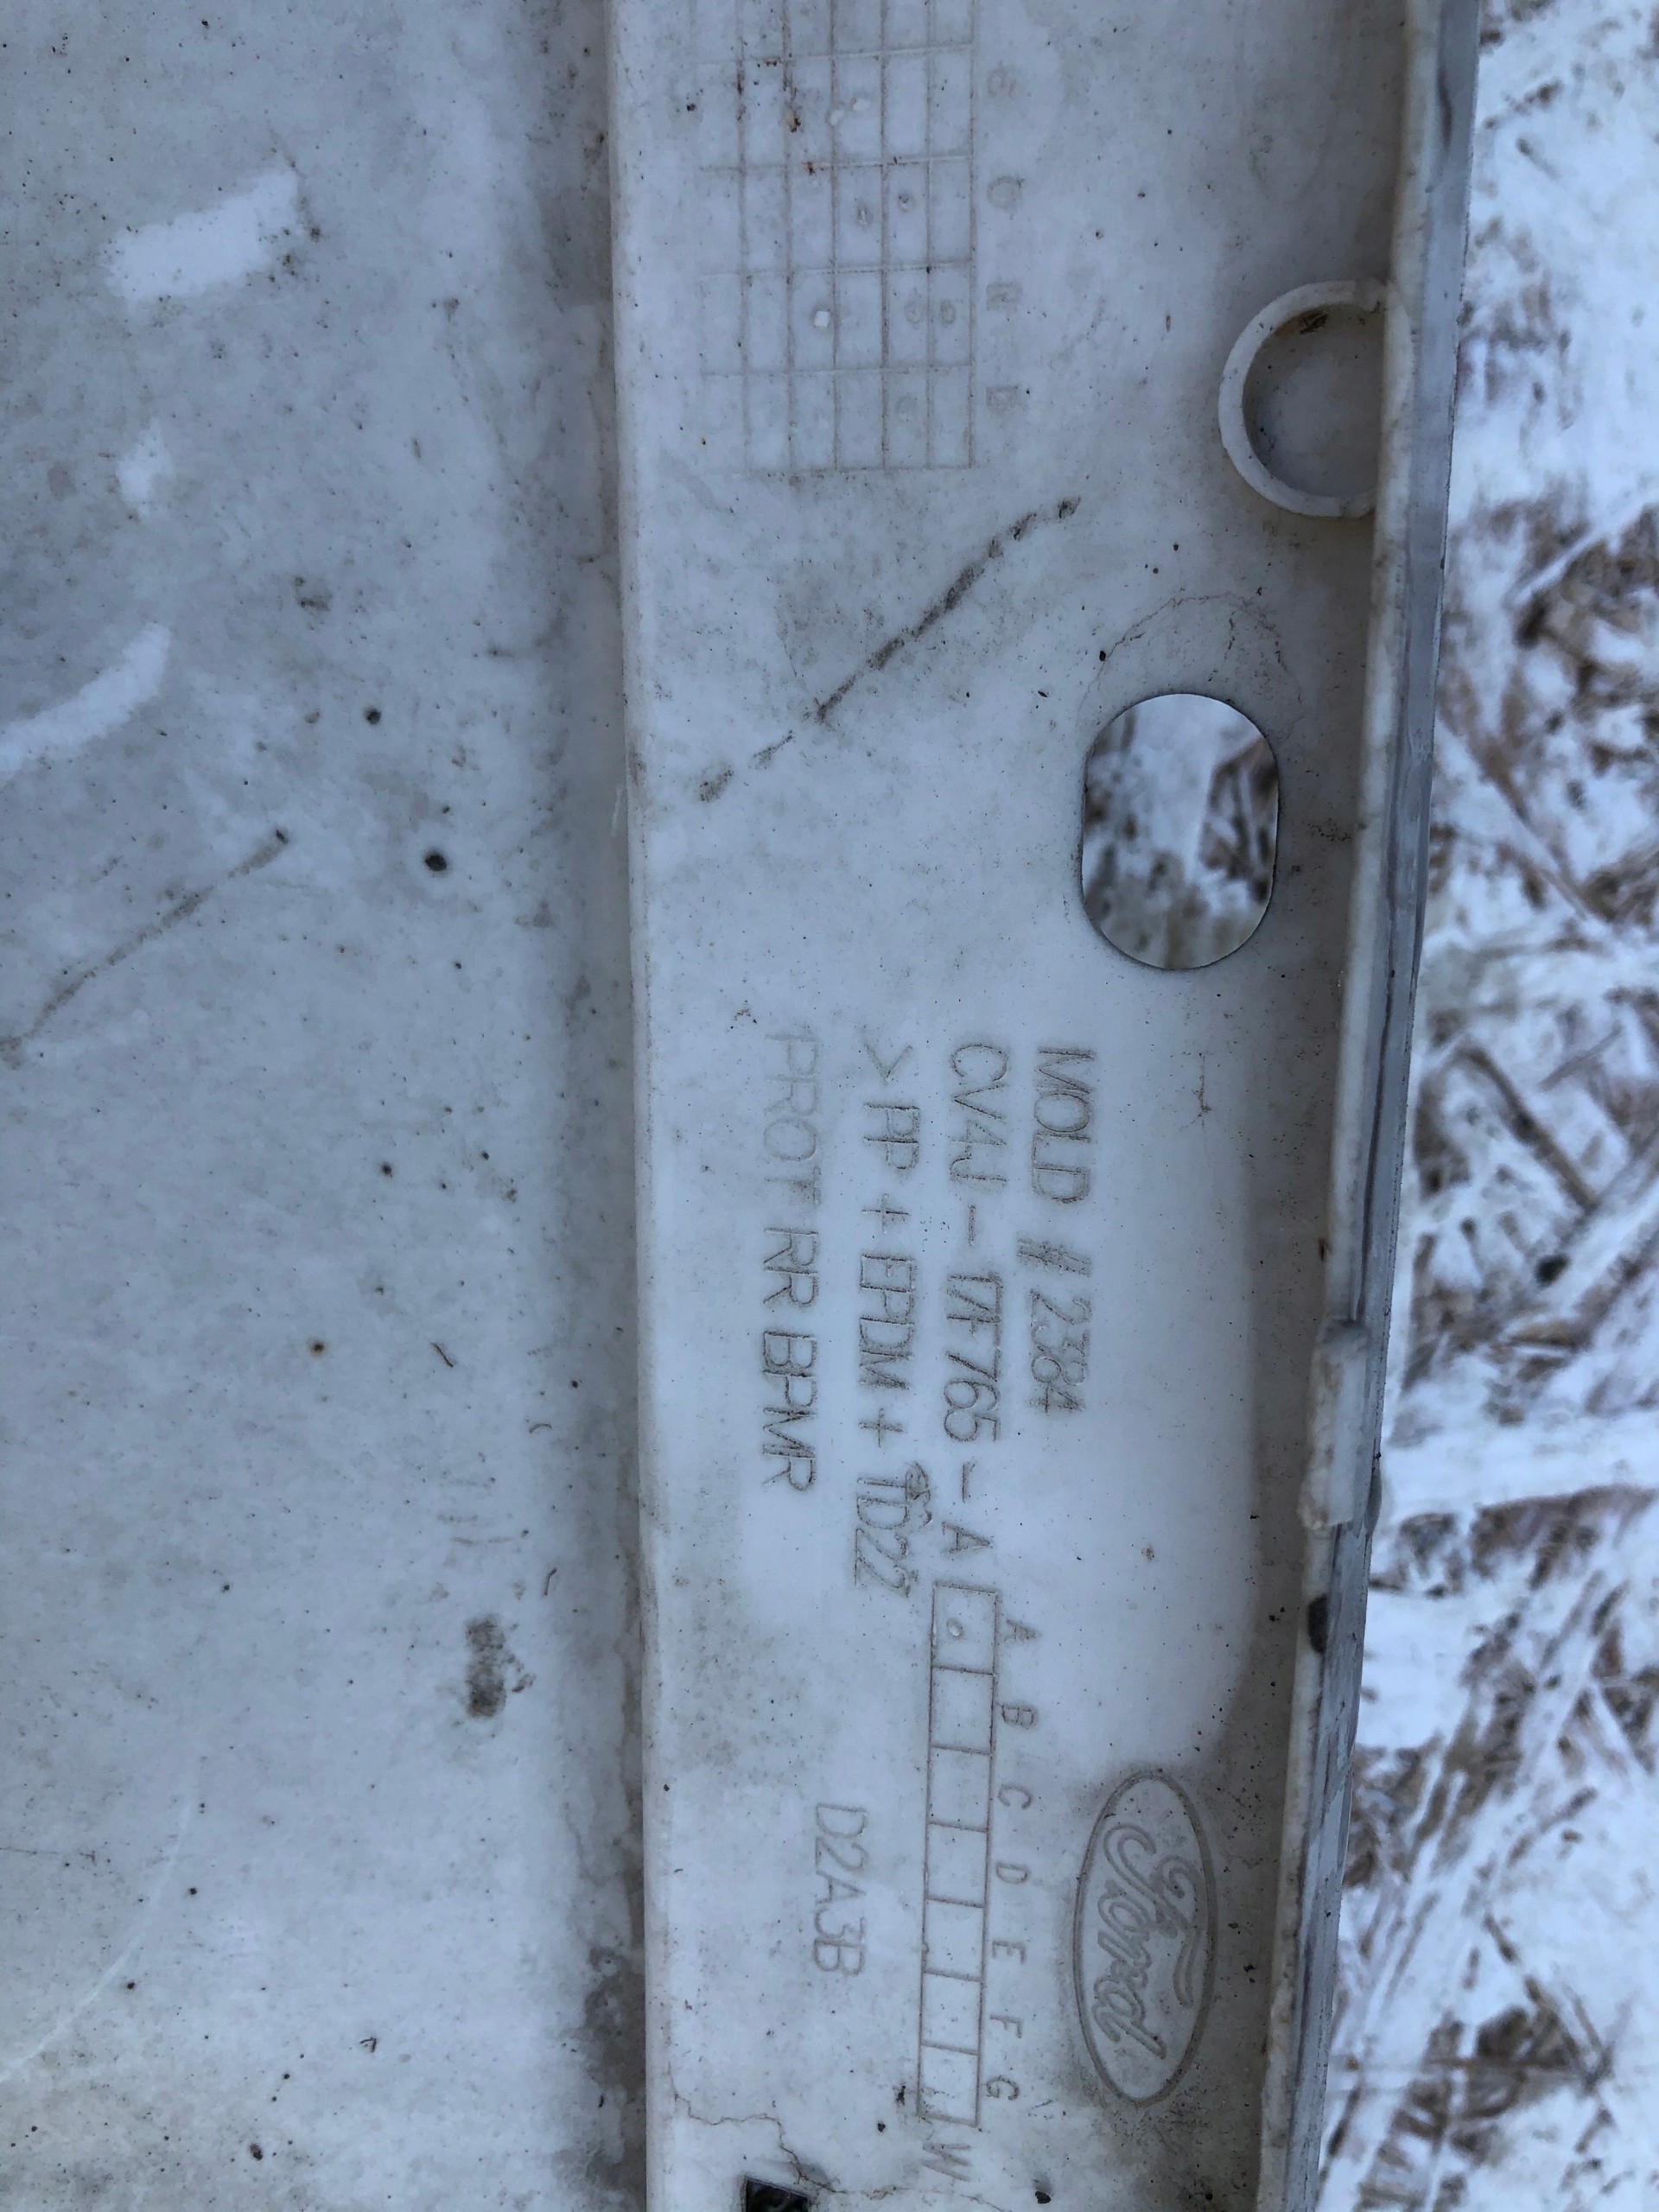 MOLD # 2384
CV4J-17F765-A
>PP + EPDM + TD22
PROT RR BPMR
A B C D E F G
W
D2A3B
Ford